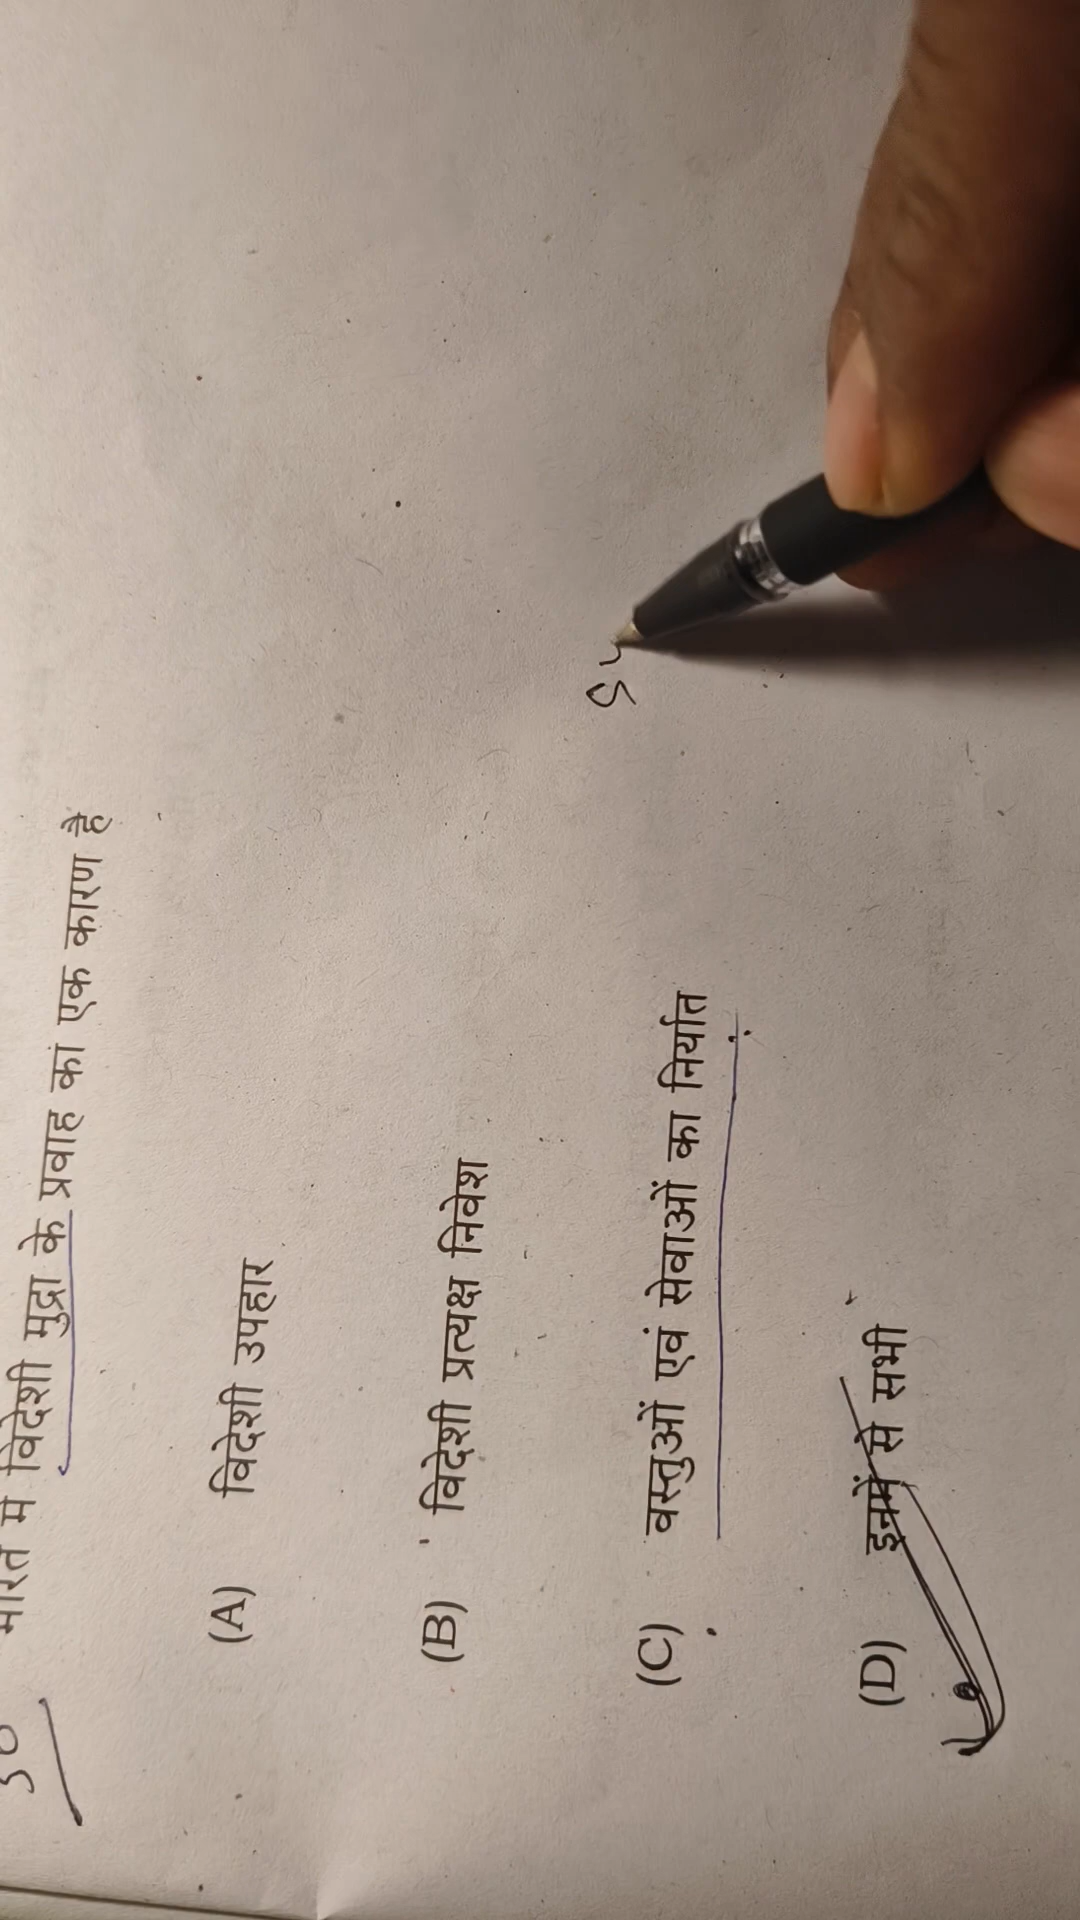 भारत में विदेशी मुद्रा के प्रवाह का एक कारण है
(A) विदेशी उपहार
(B) विदेशी प्रत्यक्ष निवेश
(C) वस्तुओं एवं सेवाओं का निर्यात
(D) इनमें से सभी